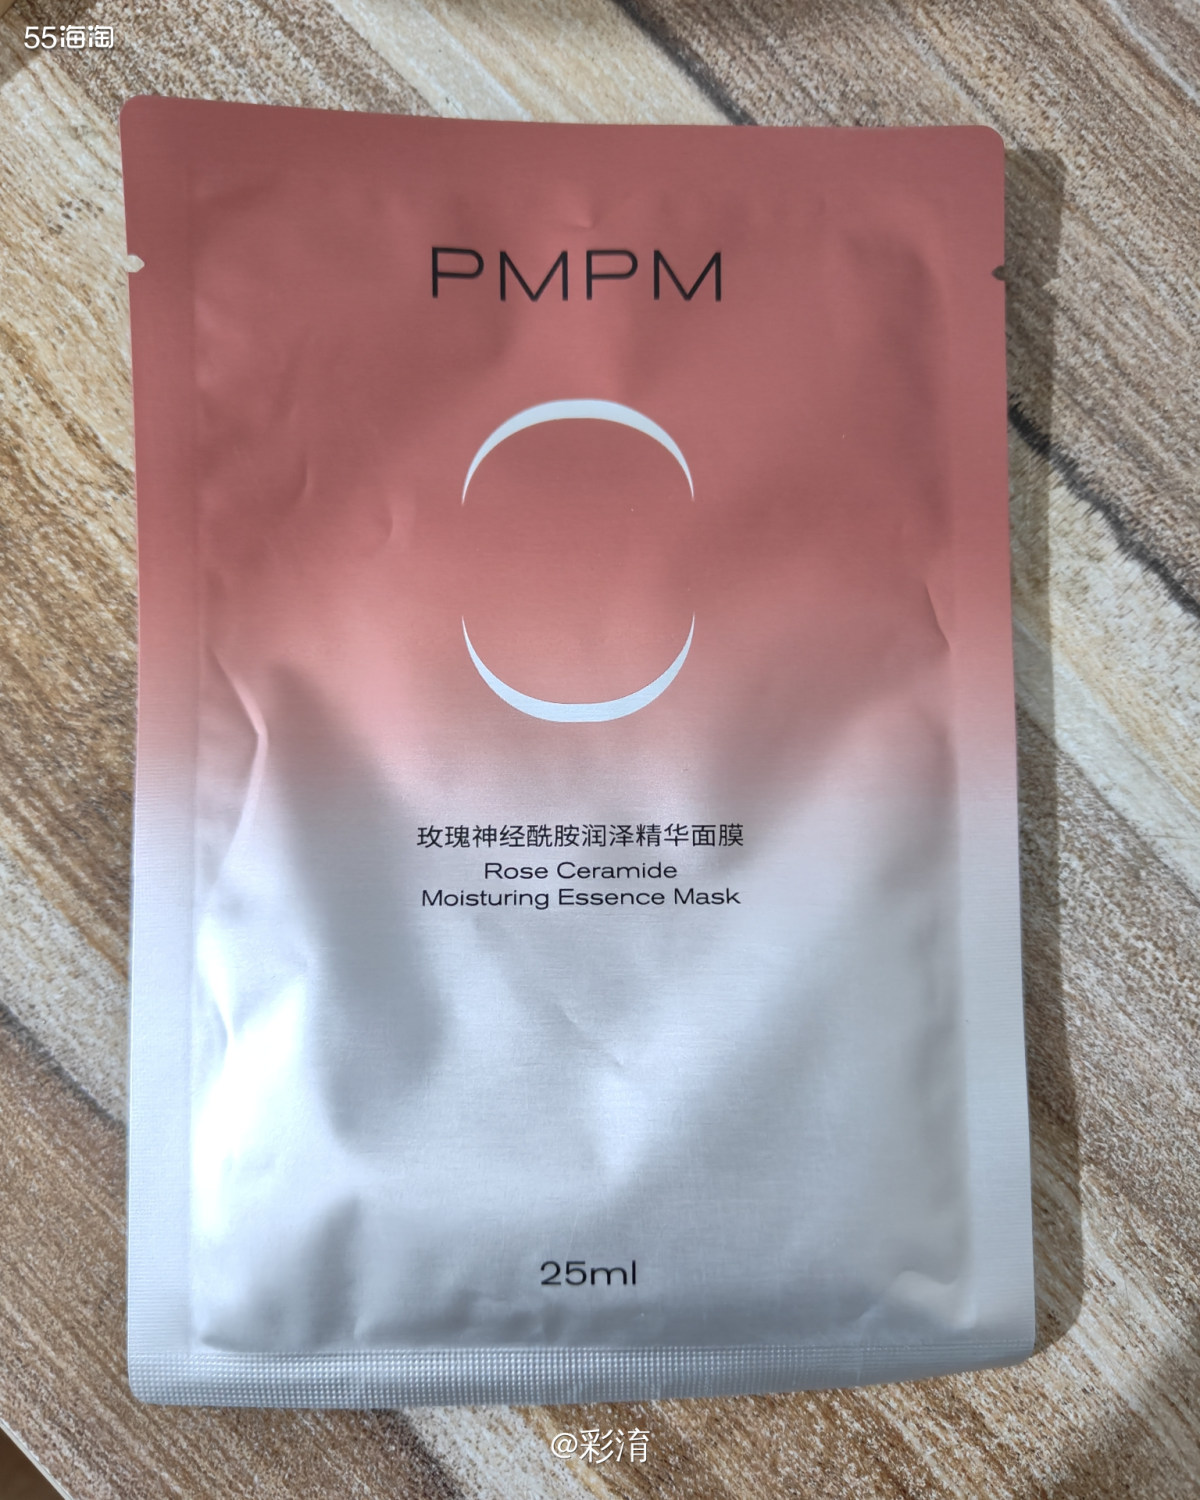 55海淘
PMPM
玫瑰神经酰胺润泽精华面膜
Rose Ceramide
Moisturing Essence Mask
25ml
@彩淯